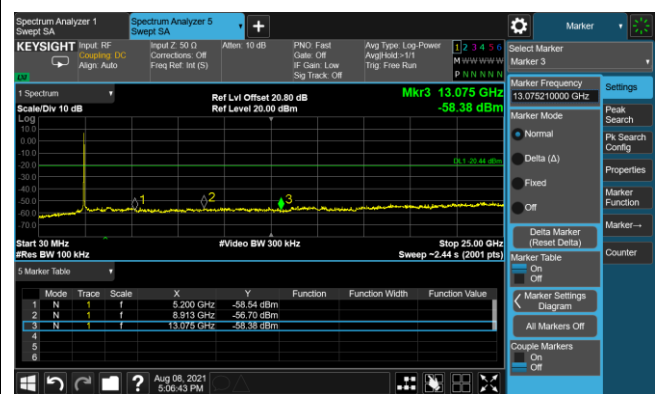 Spectrum Analyzer 1
Swept SA
Spectrum Analyzer 5
Swept SA
+
Marker
KEYSIGHT
Input: RF
Coupling: DC
Align: Auto
Input Z: 50 Ω
Corrections: Off
Freq Ref: Int (S)
Atten: 10 dB
PNO: Fast
Gate: Off
IF Gain: Low
Sig Track: Off
Avg Type: Log-Power
Avg|Hold:>1/1
Trig: Free Run
1 2 3 4 5 6
M W W W W W
P N N N N N
Select Marker
Marker 3
LXI
1 Spectrum
Scale/Div 10 dB
Ref Lvl Offset 20.80 dB
Ref Level 20.00 dBm
Mkr3 13.075 GHz
-58.38 dBm
Log
10.0
0.00
-10.0
-20.0
-30.0
-40.0
-50.0
-60.0
-70.0
DL1 -20.44 dBm
1
2
3
Start 30 MHz
#Res BW 100 kHz
#Video BW 300 kHz
Stop 25.00 GHz
Sweep ~2.44 s (2001 pts)
5 Marker Table
Mode Trace Scale X Y Function Function Width Function Value
1 N 1 f 5.200 GHz -58.54 dBm
2 N 1 f 8.913 GHz -56.70 dBm
3 N 1 f 13.075 GHz -58.38 dBm
4
5
6
Marker Frequency
13.075210000 GHz
Marker Mode
Normal
Delta (Δ)
Fixed
Off
Delta Marker
(Reset Delta)
Marker Table
On
Off
Marker Settings
Diagram
All Markers Off
Couple Markers
On
Off
Settings
Peak
Search
Pk Search
Config
Properties
Marker
Function
Marker→
Counter
?
Aug 08, 2021
5:06:43 PM